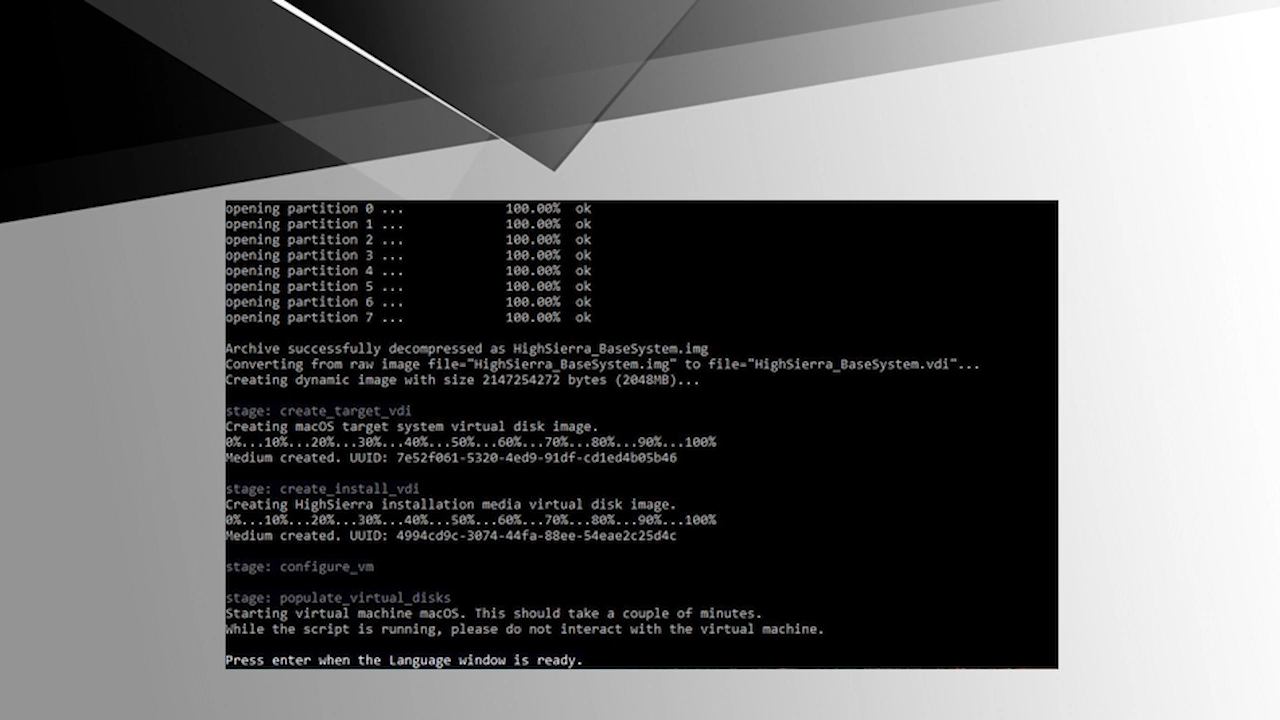 opening partition 0 ... 100.00% ok
opening partition 1 ... 100.00% ok
opening partition 2 ... 100.00% ok
opening partition 3 ... 100.00% ok
opening partition 4 ... 100.00% ok
opening partition 5 ... 100.00% ok
opening partition 6 ... 100.00% ok
opening partition 7 ... 100.00% ok
Archive successfully decompressed as HighSierra_BaseSystem.img
Converting from raw image file="HighSierra_BaseSystem.img" to file="HighSierra_BaseSystem.vdi"...
Creating dynamic image with size 2147254272 bytes (2048MB)...
stage: create_target_vdi
Creating macOS target system virtual disk image.
0%...10%...20%...30%...40%...50%...60%...70%...80%...90%...100%
Medium created. UUID: 7e52f061-5320-4ed9-91df-cd1ed4b05b46
stage: create_install_vdi
Creating HighSierra installation media virtual disk image.
0%...10%...20%...30%...40%...50%...60%...70%...80%...90%...100%
Medium created. UUID: 4994cd9c-3074-44fa-88ee-54eae2c25d4c
stage: configure_vm
stage: populate_virtual_disks
Starting virtual machine macOS. This should take a couple of minutes.
While the script is running, please do not interact with the virtual machine.
Press enter when the Language window is ready.